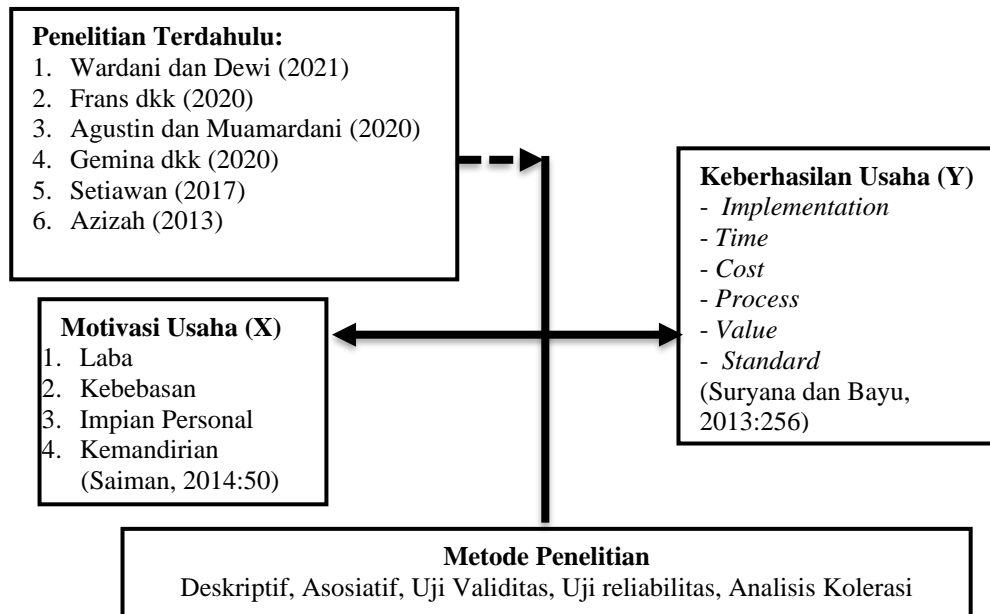 Penelitian Terdahulu:
1. Wardani dan Dewi (2021)
2. Frans dkk (2020)
3. Agustin dan Muamardani (2020)
4. Gemina dkk (2020)
5. Setiawan (2017)
6. Azizah (2013)
Keberhasilan Usaha (Y)
- Implementation
- Time
- Cost
- Process
- Value
- Standard
(Suryana dan Bayu,
2013:256)
Motivasi Usaha (X)
1. Laba
2. Kebebasan
3. Impian Personal
4. Kemandirian
(Saiman, 2014:50)
Metode Penelitian
Deskriptif, Asosiatif, Uji Validitas, Uji reliabilitas, Analisis Kolerasi